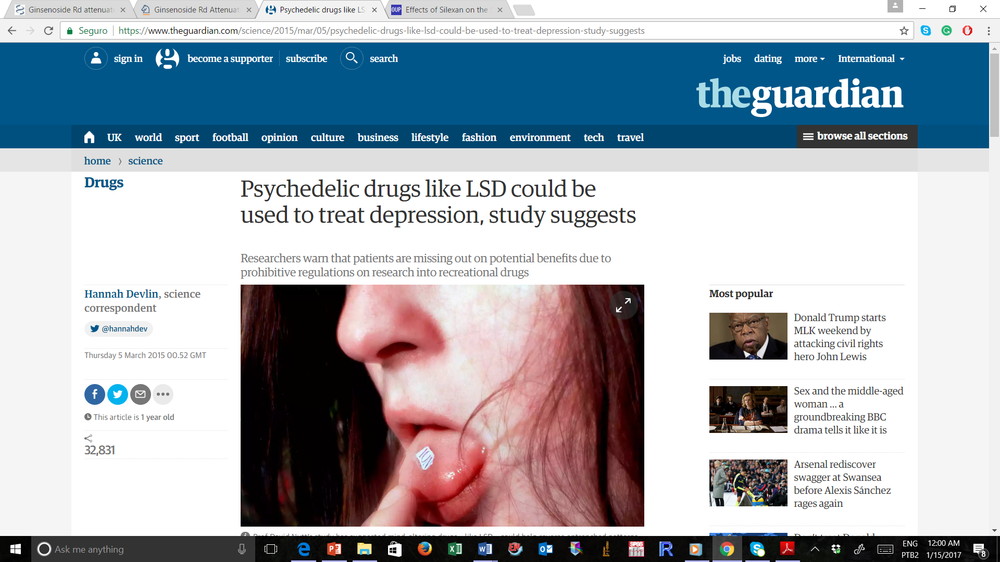 Ginsenoside Rd attenuat
Ginsenoside Rd Attenuat
Psychedelic drugs like LS
OUP
Effects of Silexan on the
Seguro
https://www.theguardian.com/science/2015/mar/05/psychedelic-drugs-like-lsd-could-be-used-to-treat-depression-study-suggests
sign in
become a supporter
subscribe
search
jobs
dating
more
International
theguardian
UK
world
sport
football
opinion
culture
business
lifestyle
fashion
environment
tech
travel
browse all sections
home
science
Drugs
Psychedelic drugs like LSD could be
used to treat depression, study suggests
Researchers warn that patients are missing out on potential benefits due to
prohibitive regulations on research into recreational drugs
Hannah Devlin, science
correspondent
@hannahdev
Thursday 5 March 2015 00.52 GMT
This article is 1 year old
32,831
Most popular
Donald Trump starts
MLK weekend by
attacking civil rights
hero John Lewis
Sex and the middle-aged
woman ... a
groundbreaking BBC
drama tells it like it is
Arsenal rediscover
swagger at Swansea
before Alexis Sánchez
rages again
Ask me anything
SPSS
ENG
PTB2
12:00 AM
1/15/2017
8